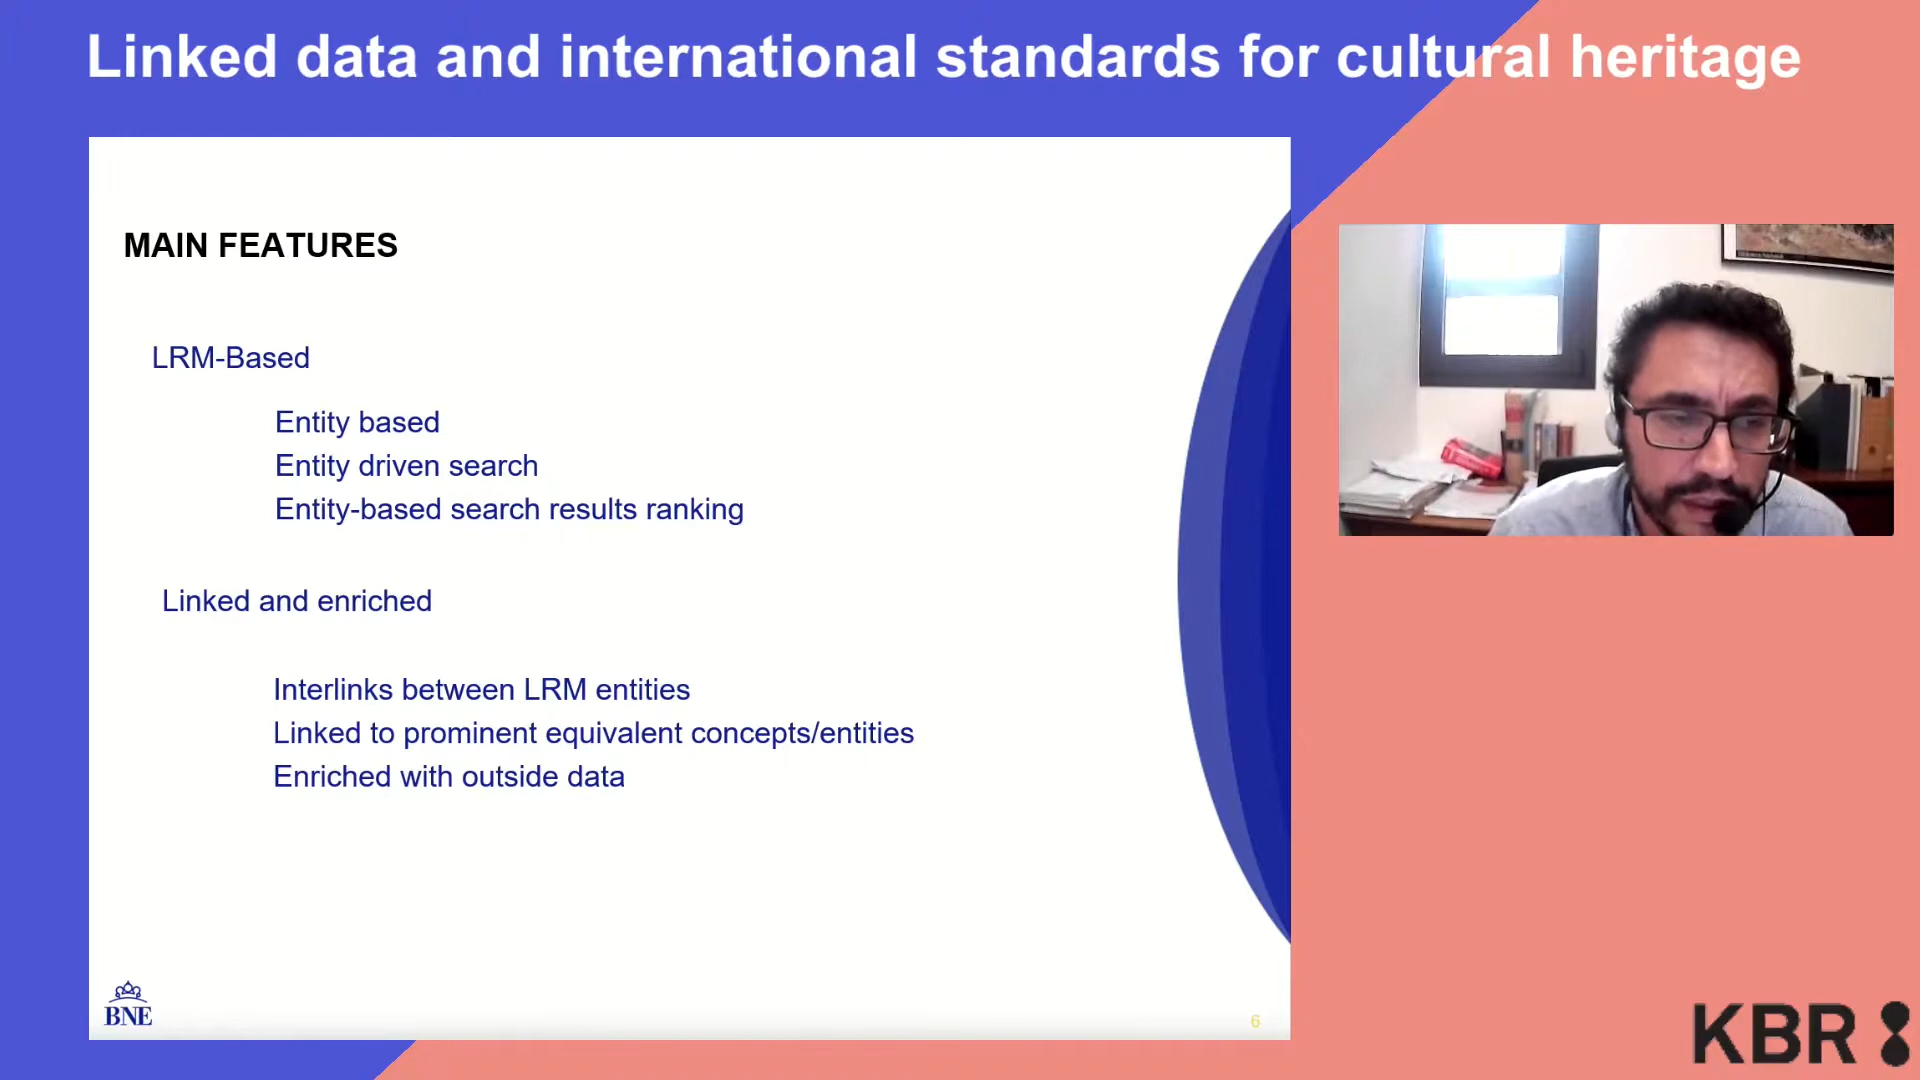 Linked data and international standards for cultural heritage
MAIN FEATURES
LRM-Based
Entity based
Entity driven search
Entity-based search results ranking
Linked and enriched
Interlinks between LRM entities
Linked to prominent equivalent concepts/entities
Enriched with outside data
BNE
6
KBR